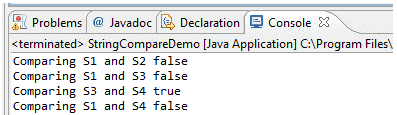 Problems @ Javadoc Declaration Console
<terminated> StringCompareDemo [Java Application] C:\Program Files\
Comparing S1 and S2 false
Comparing S1 and S3 false
Comparing S3 and S4 true
Comparing S1 and S4 false